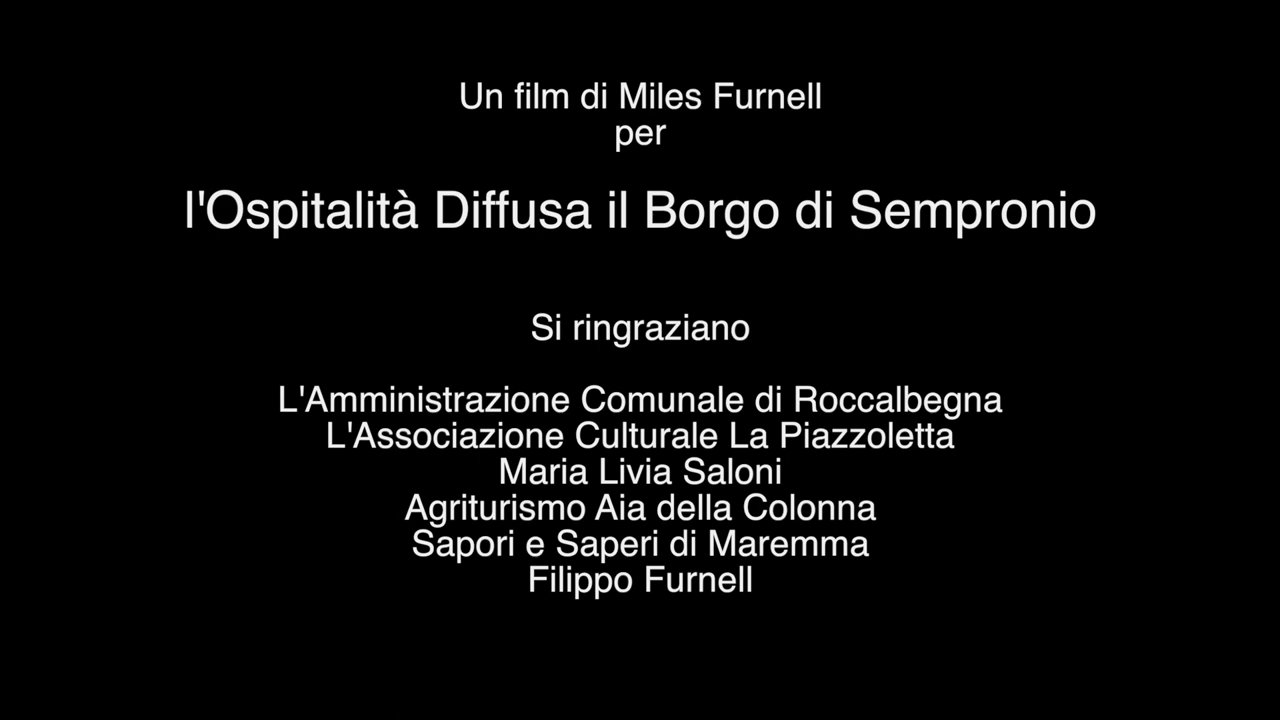 Un film di Miles Furnell
per
l'Ospitalità Diffusa il Borgo di Sempronio
Si ringraziano
L'Amministrazione Comunale di Roccalbegna
L'Associazione Culturale La Piazzoletta
Maria Livia Saloni
Agriturismo Aia della Colonna
Sapori e Saperi di Maremma
Filippo Furnell